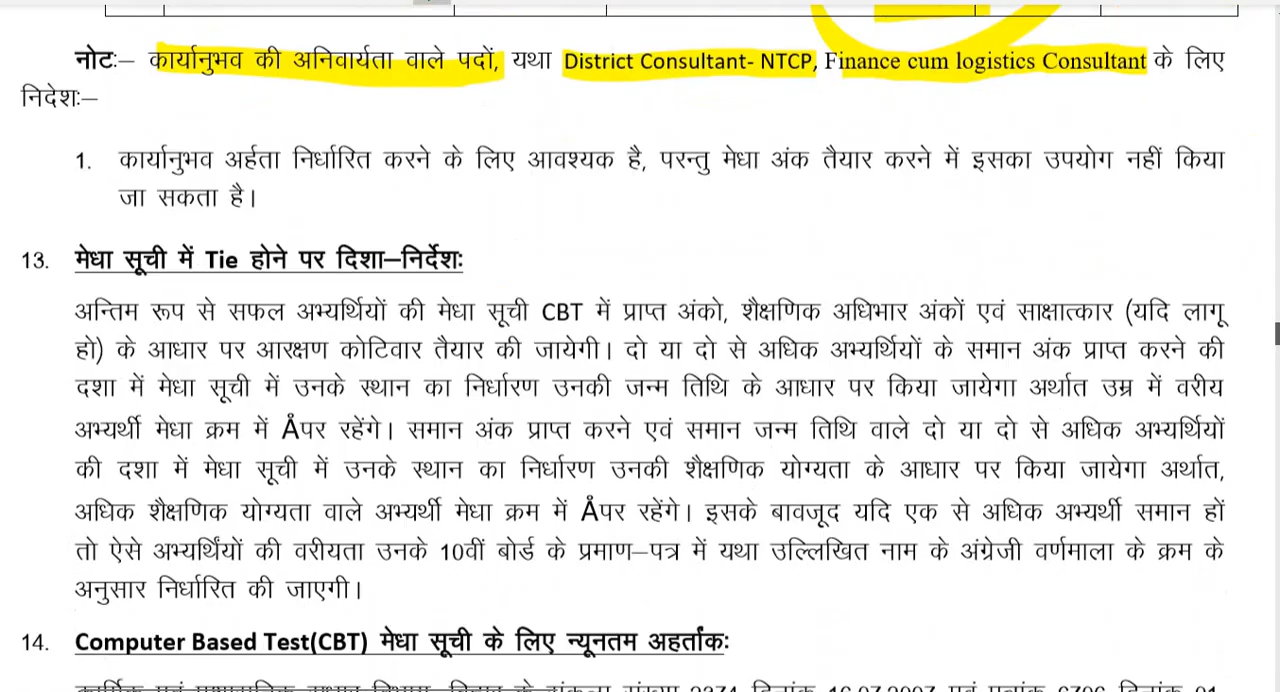 नोटः– कार्यानुभव की अनिवार्यता वाले पदों, यथा District Consultant- NTCP, Finance cum logistics Consultant के लिए
निदेशः–
1. कार्यानुभव अर्हता निर्धारित करने के लिए आवश्यक है, परन्तु मेधा अंक तैयार करने में इसका उपयोग नहीं किया
जा सकता है।
13. मेधा सूची में Tie होने पर दिशा–निर्देशः
अन्तिम रूप से सफल अभ्यर्थियों की मेधा सूची CBT में प्राप्त अंको, शैक्षणिक अधिभार अंकों एवं साक्षात्कार (यदि लागू
हो) के आधार पर आरक्षण कोटिवार तैयार की जायेगी। दो या दो से अधिक अभ्यर्थियों के समान अंक प्राप्त करने की
दशा में मेधा सूची में उनके स्थान का निर्धारण उनकी जन्म तिथि के आधार पर किया जायेगा अर्थात उम्र में वरीय
अभ्यर्थी मेधा क्रम में Åपर रहेंगे। समान अंक प्राप्त करने एवं समान जन्म तिथि वाले दो या दो से अधिक अभ्यर्थियों
की दशा में मेधा सूची में उनके स्थान का निर्धारण उनकी शैक्षणिक योग्यता के आधार पर किया जायेगा अर्थात,
अधिक शैक्षणिक योग्यता वाले अभ्यर्थी मेधा क्रम में Åपर रहेंगे। इसके बावजूद यदि एक से अधिक अभ्यर्थी समान हों
तो ऐसे अभ्यर्थियों की वरीयता उनके 10वीं बोर्ड के प्रमाण–पत्र में यथा उल्लिखित नाम के अंग्रेजी वर्णमाला के क्रम के
अनुसार निर्धारित की जाएगी।
14. Computer Based Test(CBT) मेधा सूची के लिए न्यूनतम अहर्तांकः